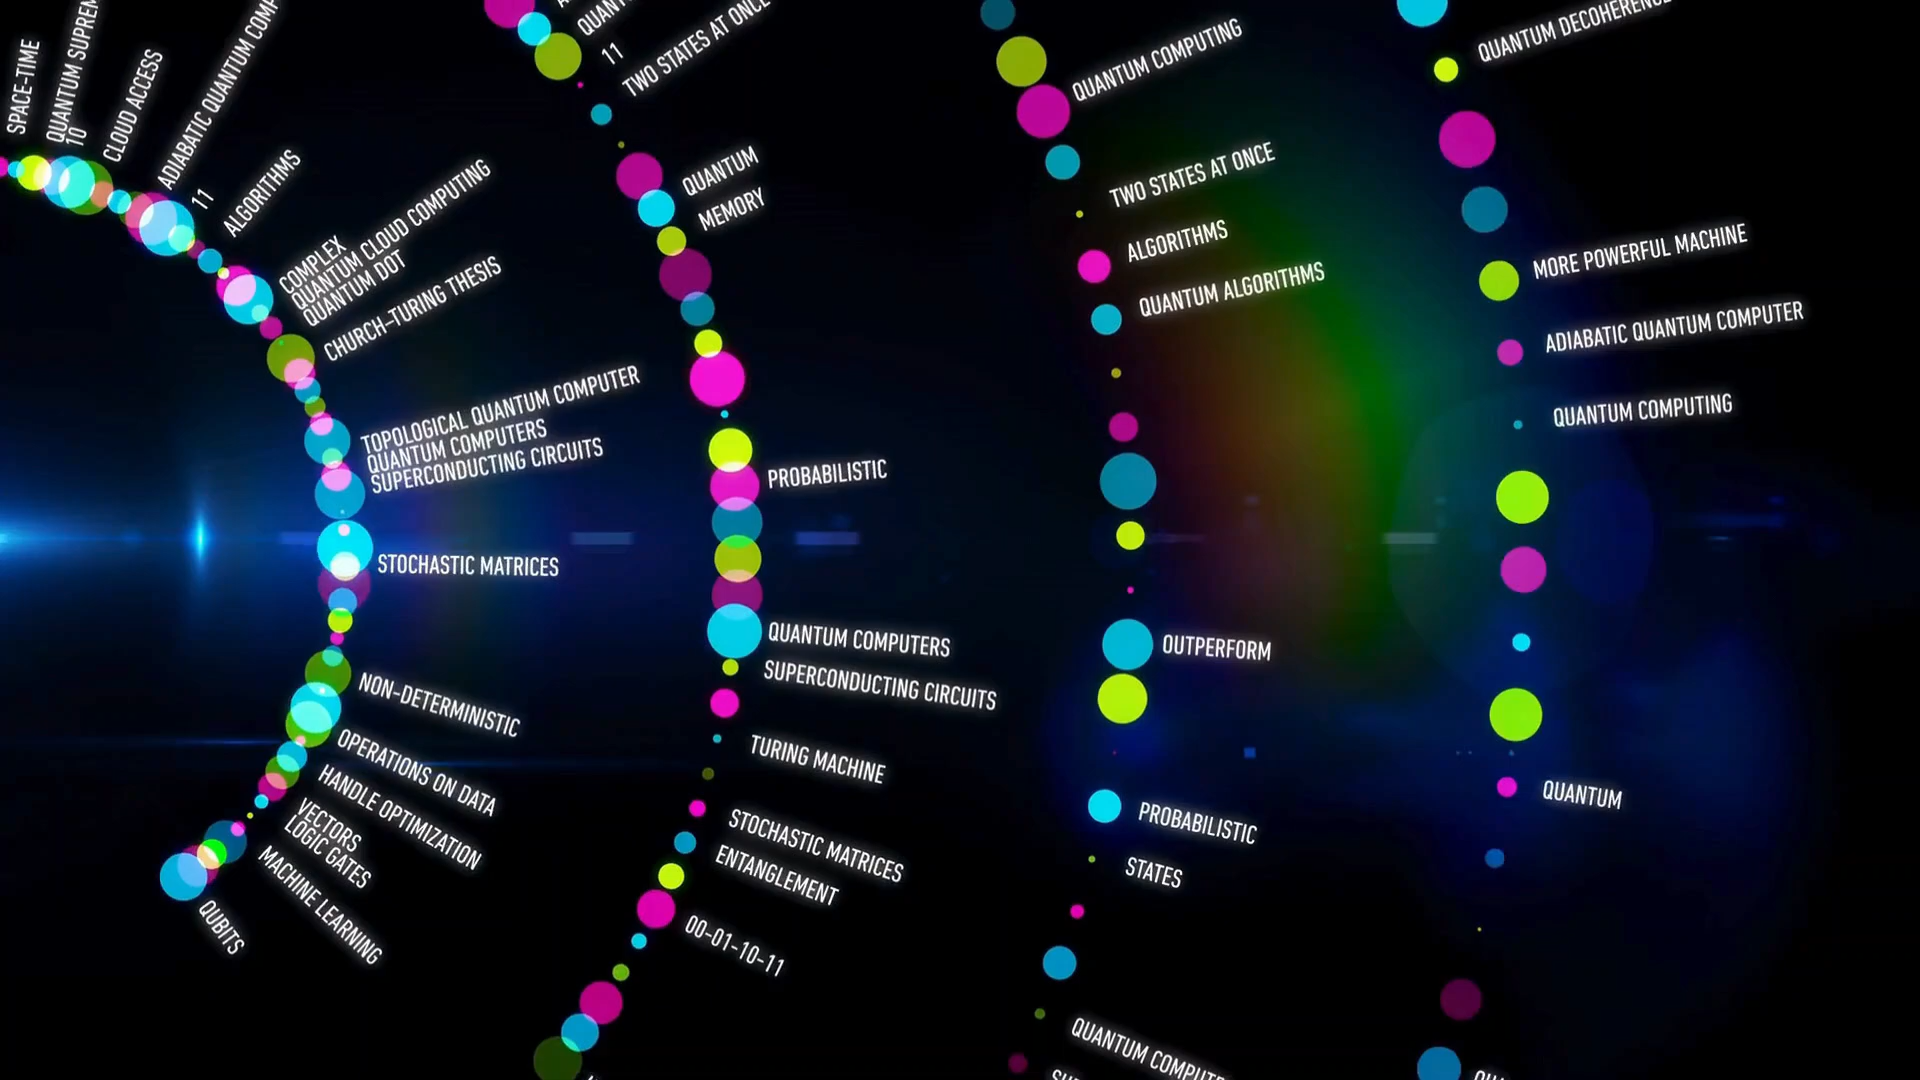 SPACE-TIME
10
CLOUD ACCESS
ADIABATIC QUANTUM
11
ALGORITHMS
COMPLEX
QUANTUM CLOUD COMPUTING
QUANTUM DOT
CHURCH-TURING THESIS
TOPOLOGICAL QUANTUM COMPUTER
QUANTUM COMPUTERS
SUPERCONDUCTING CIRCUITS
STOCHASTIC MATRICES
NON-DETERMINISTIC
OPERATIONS ON DATA
HANDLE OPTIMIZATION
VECTORS
LOGIC GATES
MACHINE LEARNING
QUBITS
11
TWO STATES AT ONCE
QUANTUM
MEMORY
PROBABILISTIC
QUANTUM COMPUTERS
SUPERCONDUCTING CIRCUITS
TURING MACHINE
STOCHASTIC MATRICES
ENTANGLEMENT
00-01-10-11
QUANTUM COMPUTING
TWO STATES AT ONCE
ALGORITHMS
QUANTUM ALGORITHMS
OUTPERFORM
PROBABILISTIC
STATES
QUANTUM
QUANTUM DECOHERENCE
MORE POWERFUL MACHINE
ADIABATIC QUANTUM COMPUTER
QUANTUM COMPUTING
QUANTUM